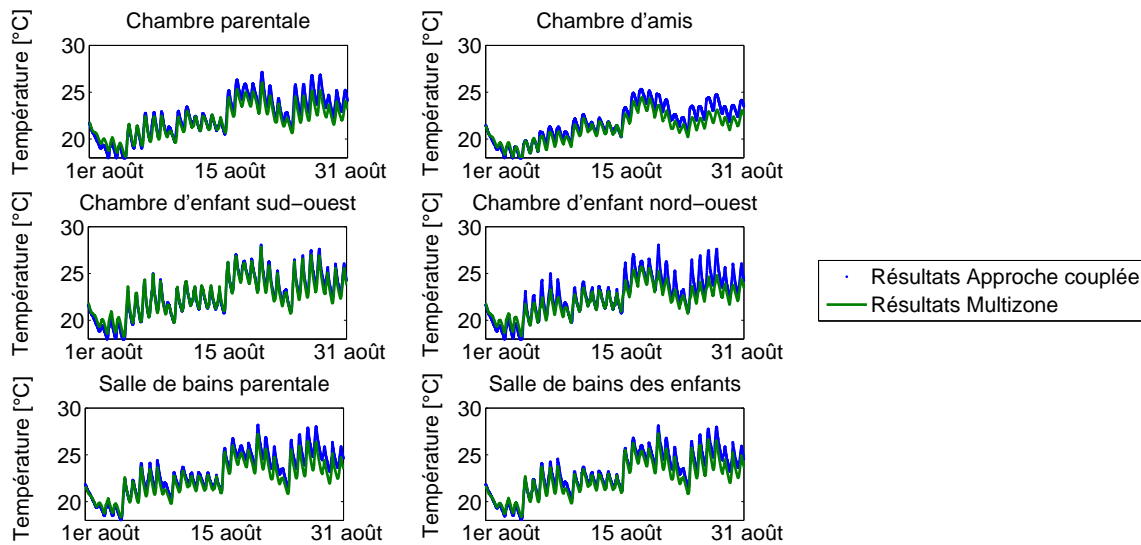 Chambre parentale
Température [°C]
30
25
20
1er août
15 août
31 août
Chambre d'amis
Température [°C]
30
25
20
1er août
15 août
31 août
Chambre d'enfant sud−ouest
Température [°C]
30
25
20
1er août
15 août
31 août
Chambre d'enfant nord−ouest
Température [°C]
30
25
20
1er août
15 août
31 août
Résultats Approche couplée
Résultats Multizone
Salle de bains parentale
Température [°C]
30
25
20
1er août
15 août
31 août
Salle de bains des enfants
Température [°C]
30
25
20
1er août
15 août
31 août